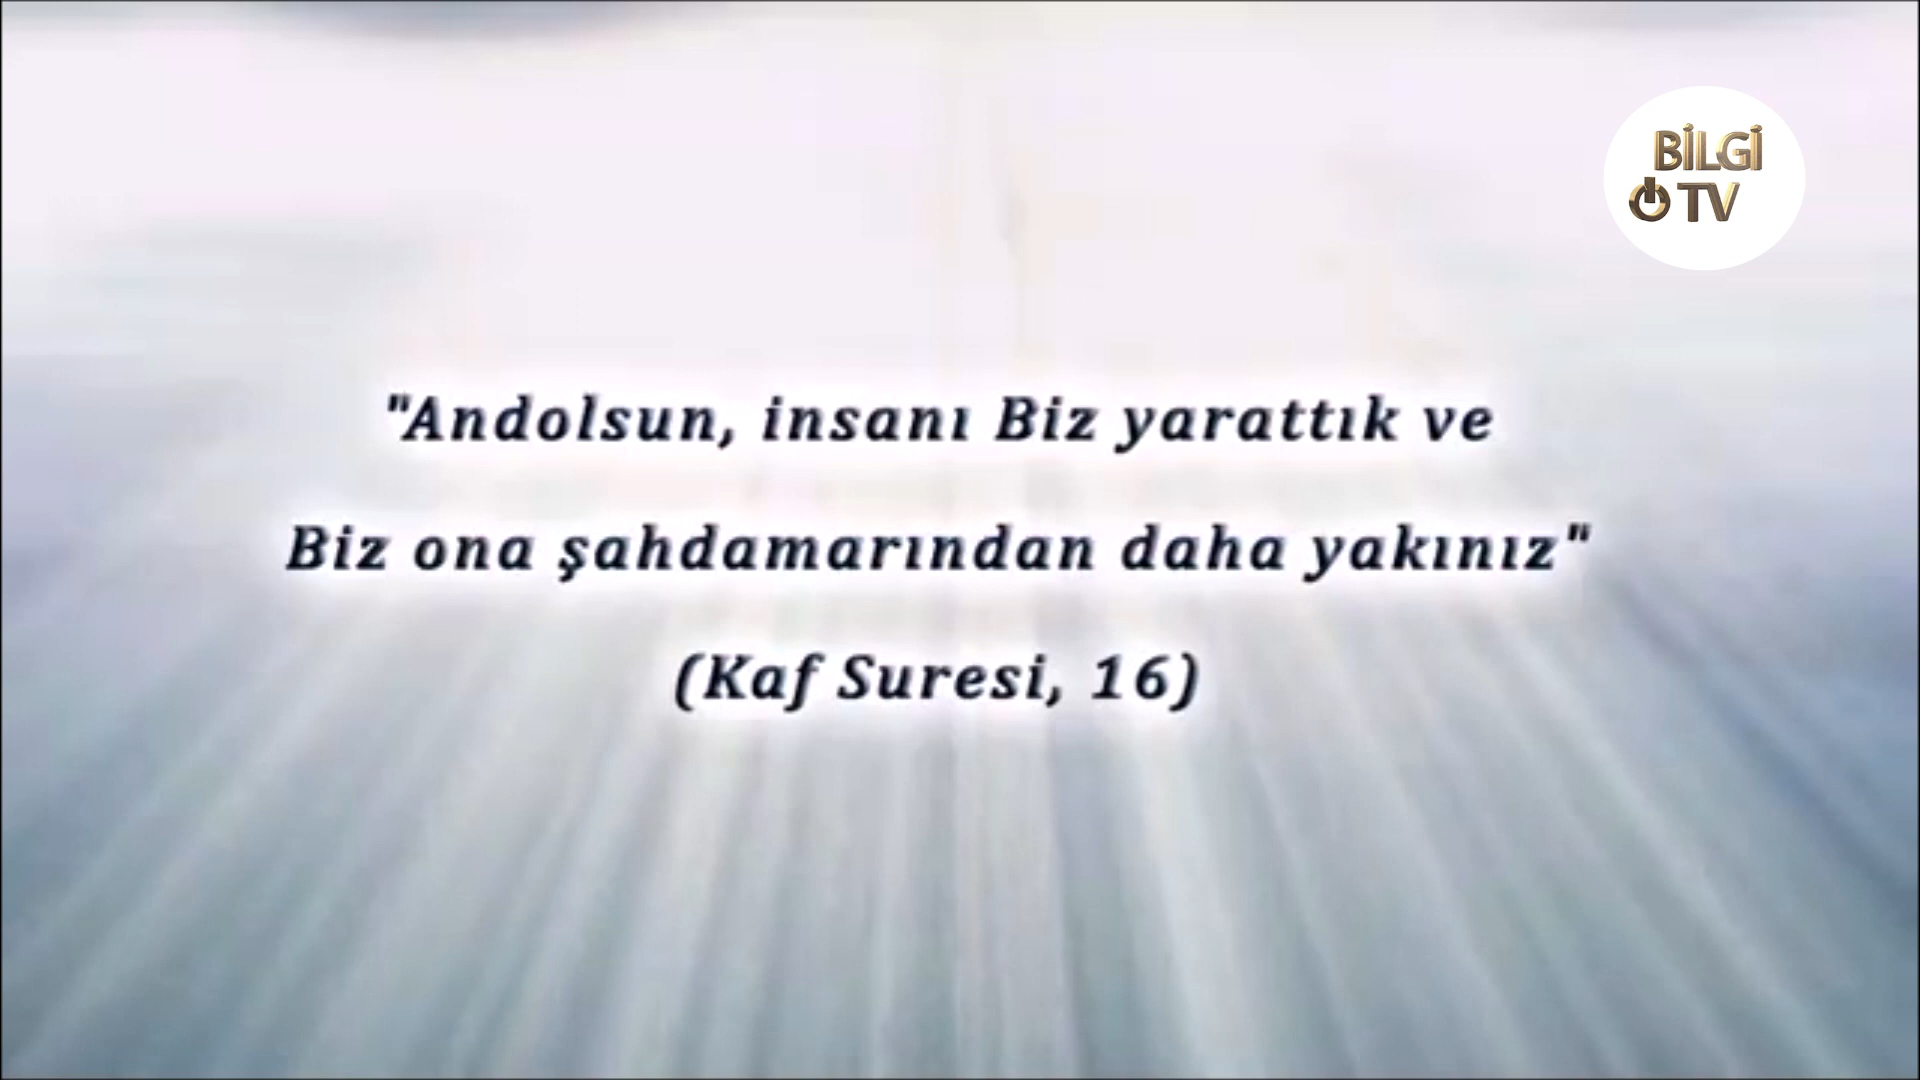 BİLGİ
TV
"Andolsun, insanı Biz yarattık ve
Biz ona şahdamarından daha yakınız"
(Kaf Suresi, 16)